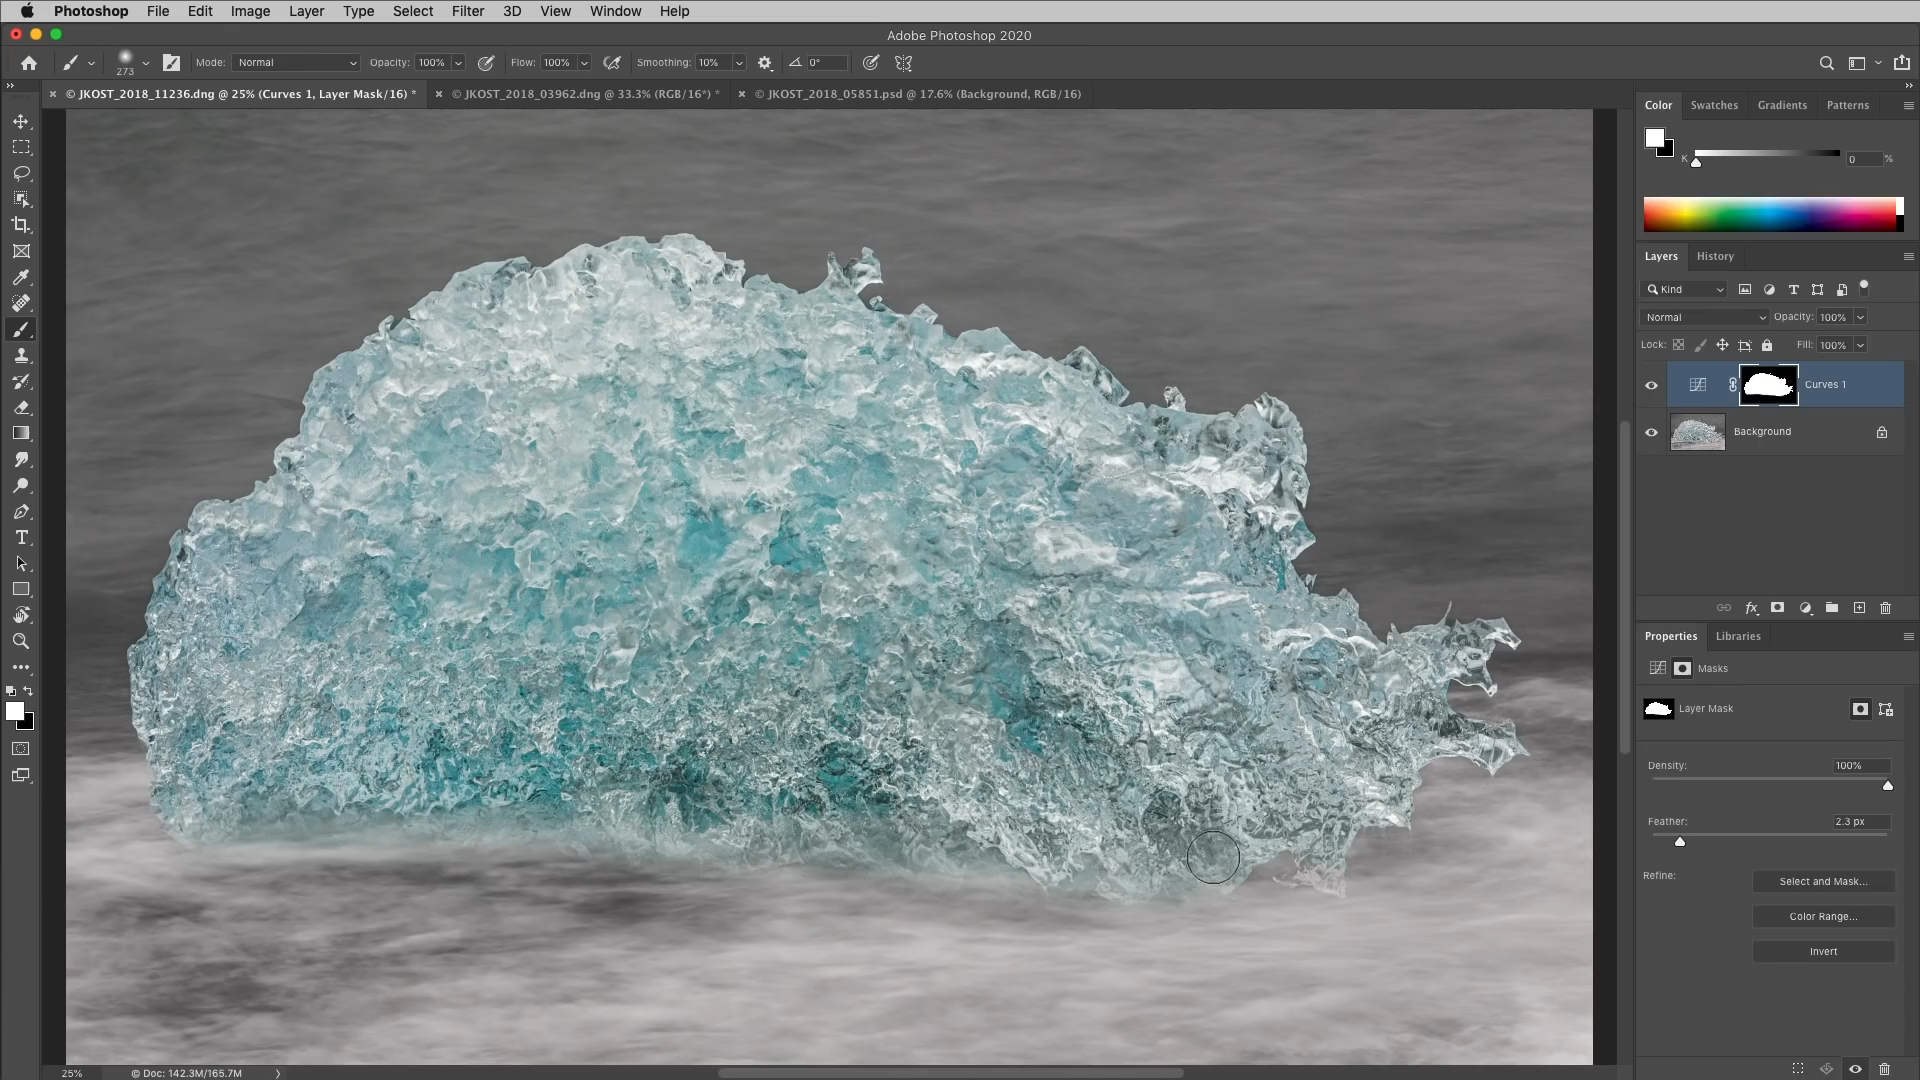 Photoshop File Edit Image Layer Type Select Filter 3D View Window Help
Adobe Photoshop 2020
273 Mode: Normal Opacity: 100% Flow: 100% Smoothing: 10% 0°
© JKOST_2018_11236.dng @ 25% (Curves 1, Layer Mask/16) * © JKOST_2018_03962.dng @ 33.3% (RGB/16*) * © JKOST_2018_05851.psd @ 17.6% (Background, RGB/16)
Color Swatches Gradients Patterns
K 0 %
Layers History
Kind
Normal Opacity: 100%
Lock: Fill: 100%
Curves 1
Background
fx
Properties Libraries
Masks
Layer Mask
Density: 100%
Feather: 2.3 px
Refine: Select and Mask...
Color Range...
Invert
25% © Doc: 142.3M/165.7M